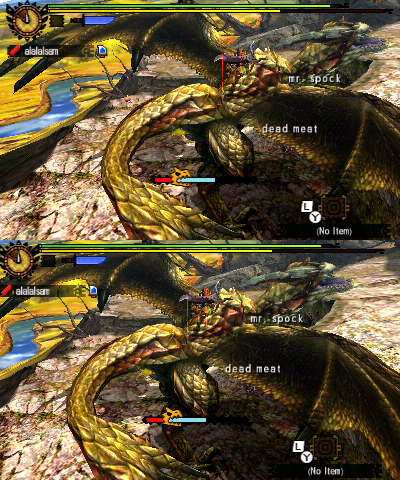 alalalsam
mr. spock
dead meat
L
Y
(No Item)
alalalsam
mr. spock
dead meat
L
Y
(No Item)